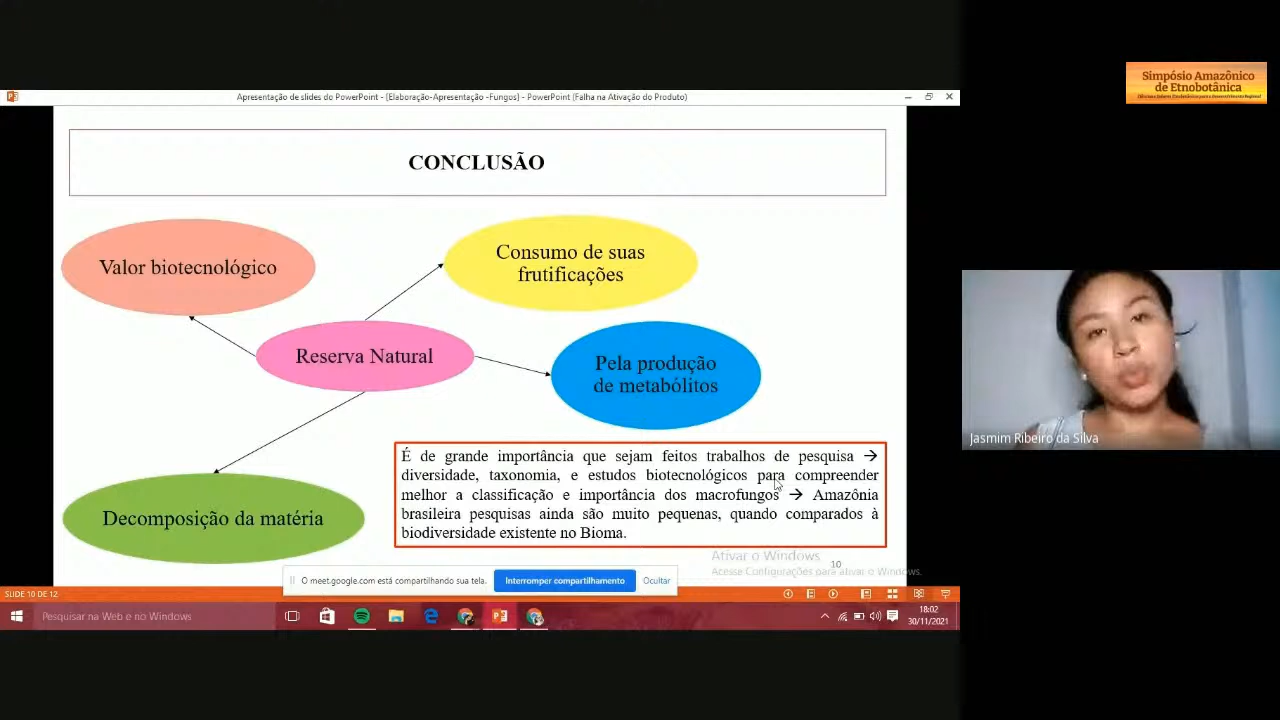 Simpósio Amazônico
de Etnobotânica
Apresentação de slides do PowerPoint - [Elaboração-Apresentação -Fungos] - PowerPoint (Falha na Ativação do Produto)
CONCLUSÃO
Valor biotecnológico
Consumo de suas
frutificações
Reserva Natural
Pela produção
de metabólitos
Decomposição da matéria
É de grande importância que sejam feitos trabalhos de pesquisa →
diversidade, taxonomia, e estudos biotecnológicos para compreender
melhor a classificação e importância dos macrofungos → Amazônia
brasileira pesquisas ainda são muito pequenas, quando comparados à
biodiversidade existente no Bioma.
Jasmim Ribeiro da Silva
Ativar o Windows
10
Acesse Configurações para ativar o Windows.
O meet.google.com está compartilhando sua tela.
Interromper compartilhamento
Ocultar
SLIDE 10 DE 12
Pesquisar na Web e no Windows
18:02
30/11/2021